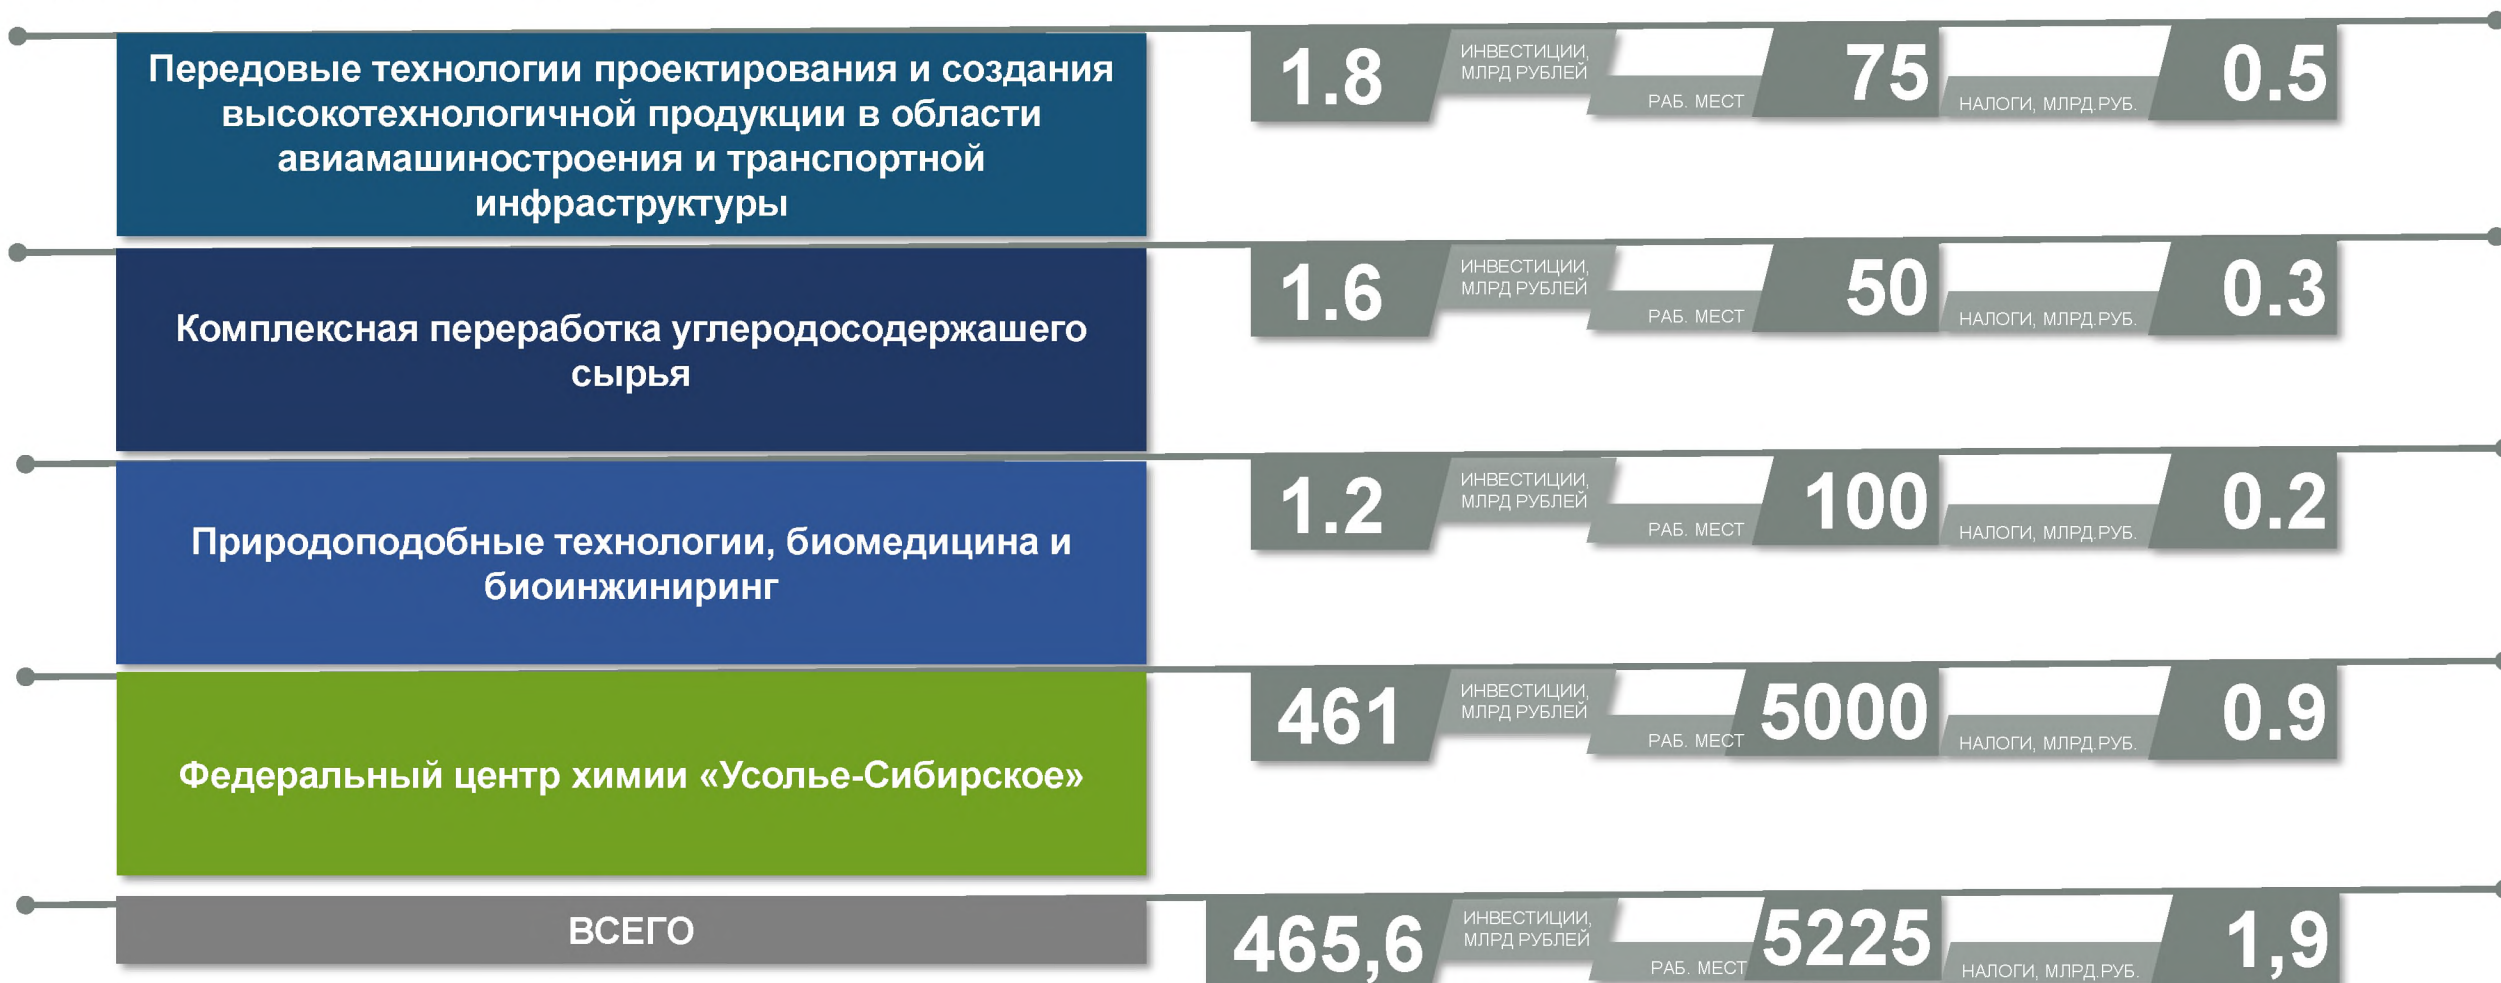 Передовые технологии проектирования и создания
высокотехнологичной продукции в области
авиамашиностроения и транспортной
инфраструктуры
1.8
ИНВЕСТИЦИИ,
МЛРД РУБЛЕЙ
РАБ. МЕСТ
75
НАЛОГИ, МЛРД.РУБ.
0.5
Комплексная переработка углеродосодержашего
сырья
1.6
ИНВЕСТИЦИИ,
МЛРД РУБЛЕЙ
РАБ. МЕСТ
50
НАЛОГИ, МЛРД.РУБ.
0.3
Природоподобные технологии, биомедицина и
биоинжиниринг
1.2
ИНВЕСТИЦИИ,
МЛРД РУБЛЕЙ
РАБ. МЕСТ
100
НАЛОГИ, МЛРД.РУБ.
0.2
Федеральный центр химии «Усолье-Сибирское»
461
ИНВЕСТИЦИИ,
МЛРД РУБЛЕЙ
РАБ. МЕСТ
5000
НАЛОГИ, МЛРД.РУБ.
0.9
ВСЕГО
465,6
ИНВЕСТИЦИИ,
МЛРД РУБЛЕЙ
РАБ. МЕСТ
5225
НАЛОГИ, МЛРД.РУБ.
1,9